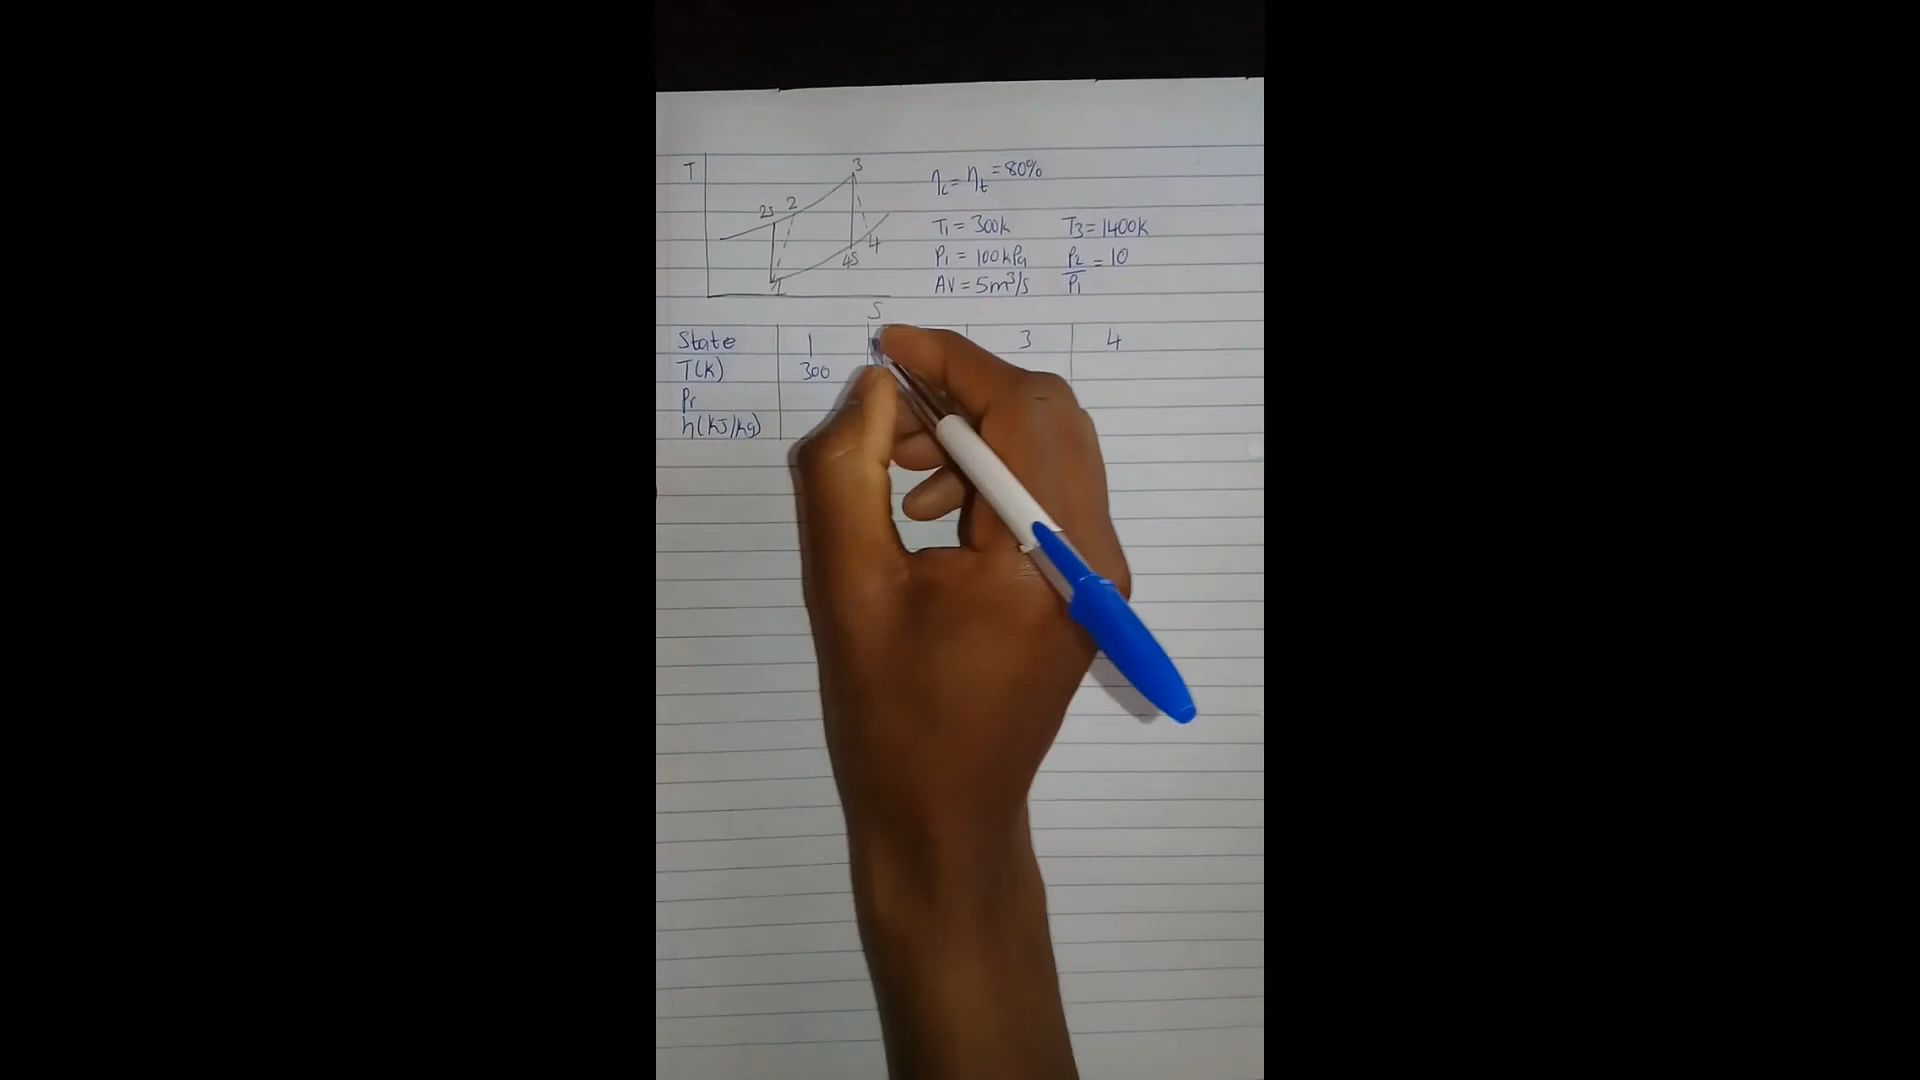 T
3
2s
2
4
4s
1
S
ηc = ηt = 80%
T1 = 300k T3 = 1400k
P1 = 100kPa P2/P1 = 10
AV = 5m³/s
State 1 3 4
T(k) 300
Pr
h(kJ/kg)